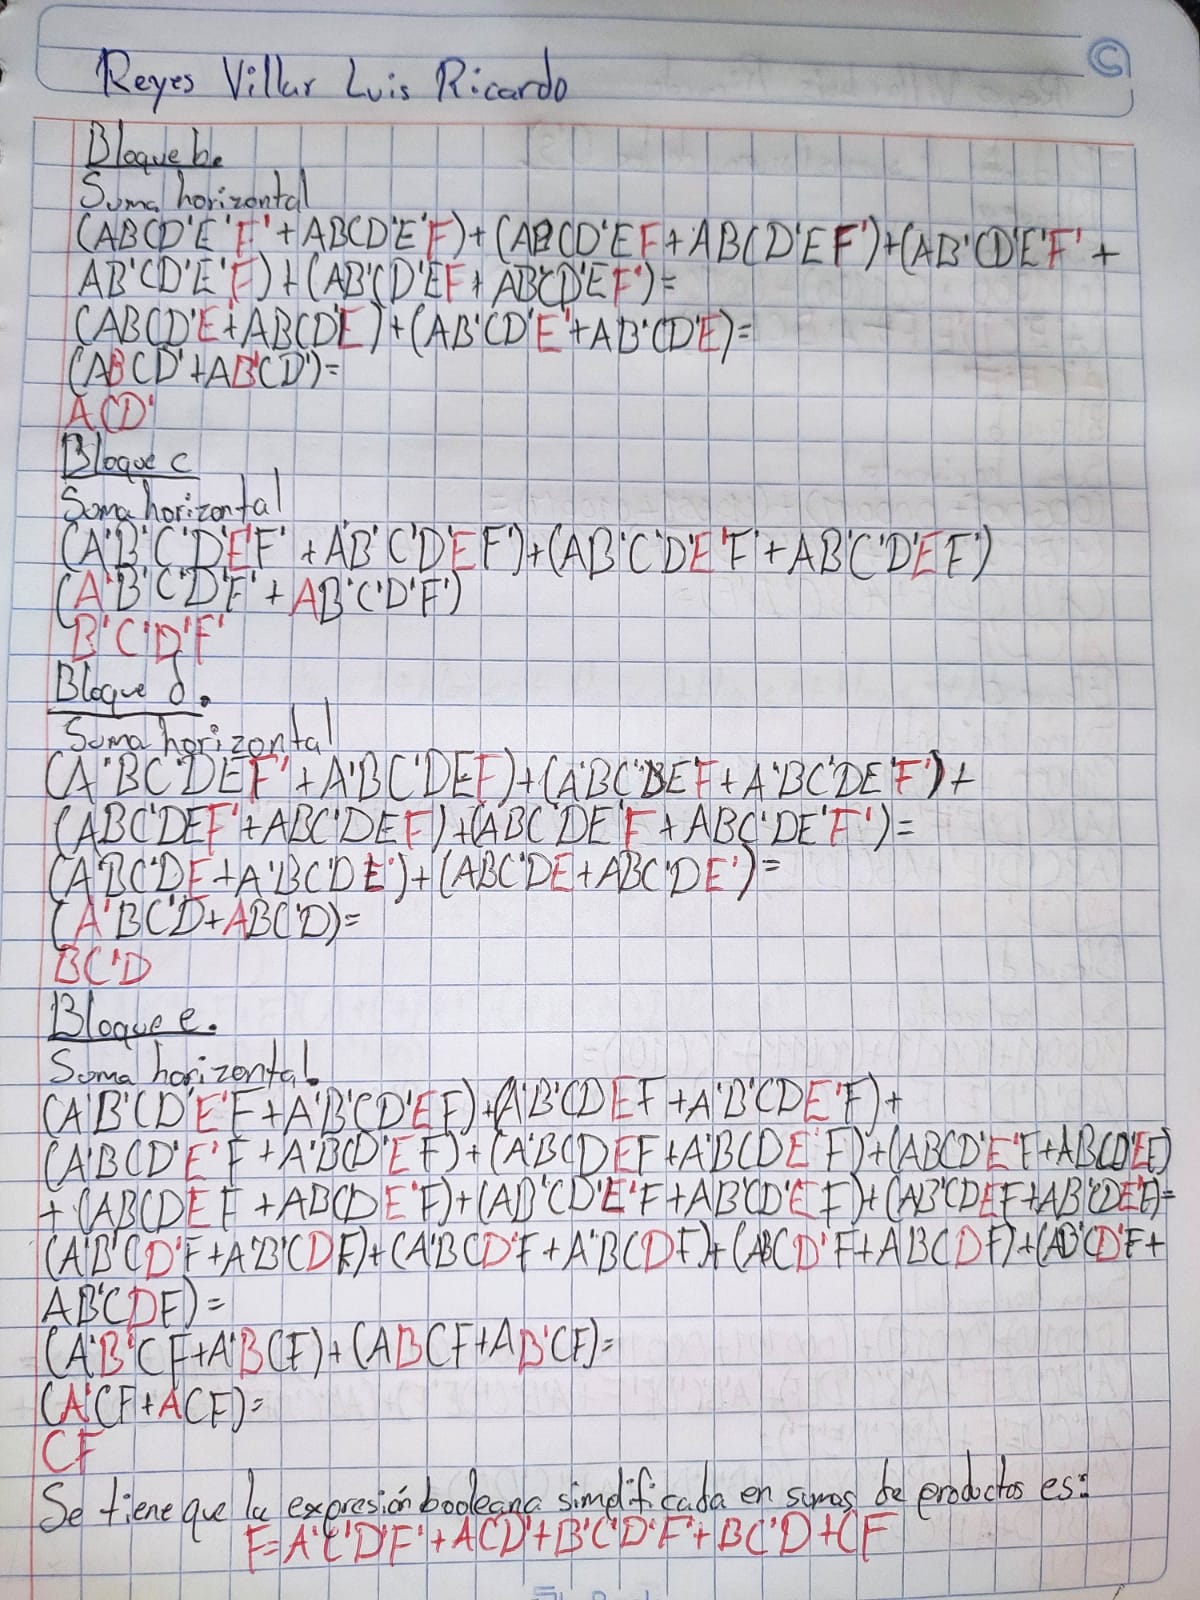 Reyes Villar Luis Ricardo
Bloque b.
Suma horizontal
(ABCD'E'F'+ABCD'E'F)+(ABCD'EF+ABCD'EF')+(AB'CD'E'F'+
AB'CD'E'F)+(AB'CD'EF+AB'CD'EF')=
(ABCD'E'+ABCD'E)+(AB'CD'E'+AB'CD'E)=
(ABCD'+AB'CD')=
ACD'
Bloque c
Suma horizontal
(A'B'C'D'E'F'+A'B'C'D'EF')+(AB'C'D'E'F'+AB'C'D'EF')
(A'B'C'D'F'+AB'C'D'F')
B'C'D'F'
Bloque d.
Suma horizontal
(A'BC'DEF'+A'BC'DEF)+(A'BC'DE'F+A'BC'DE'F')+
(ABC'DEF'+ABC'DEF)+(ABC'DE'F+ABC'DE'F')=
(A'BC'DE+A'BC'DE')+(ABC'DE+ABC'DE')=
(A'BC'D+ABC'D)=
BC'D
Bloque e.
Suma horizontal.
(A'B'CD'E'F+A'B'CD'EF)+(A'B'CDEF+A'B'CDE'F)+
(A'BCD'E'F+A'BCD'EF)+(A'BCDEF+A'BCDE'F)+(ABCD'E'F+ABCD'EF)
+(ABCDEF+ABCDE'F)+(AB'CD'E'F+AB'CD'EF)+(AB'CDEF+AB'CDE'F)=
(A'B'CD'F+A'B'CDF)+(A'BCD'F+A'BCDF)+(ABCD'F+ABCDF)+(AB'CD'F+
AB'CDF)=
(A'B'CF+A'BCF)+(ABCF+AB'CF)=
(A'CF+ACF)=
CF
Se tiene que la expresión booleana simplificada en sumas de productos es:
F=A'C'D'F'+ACD'+B'C'D'F'+BC'D+CF